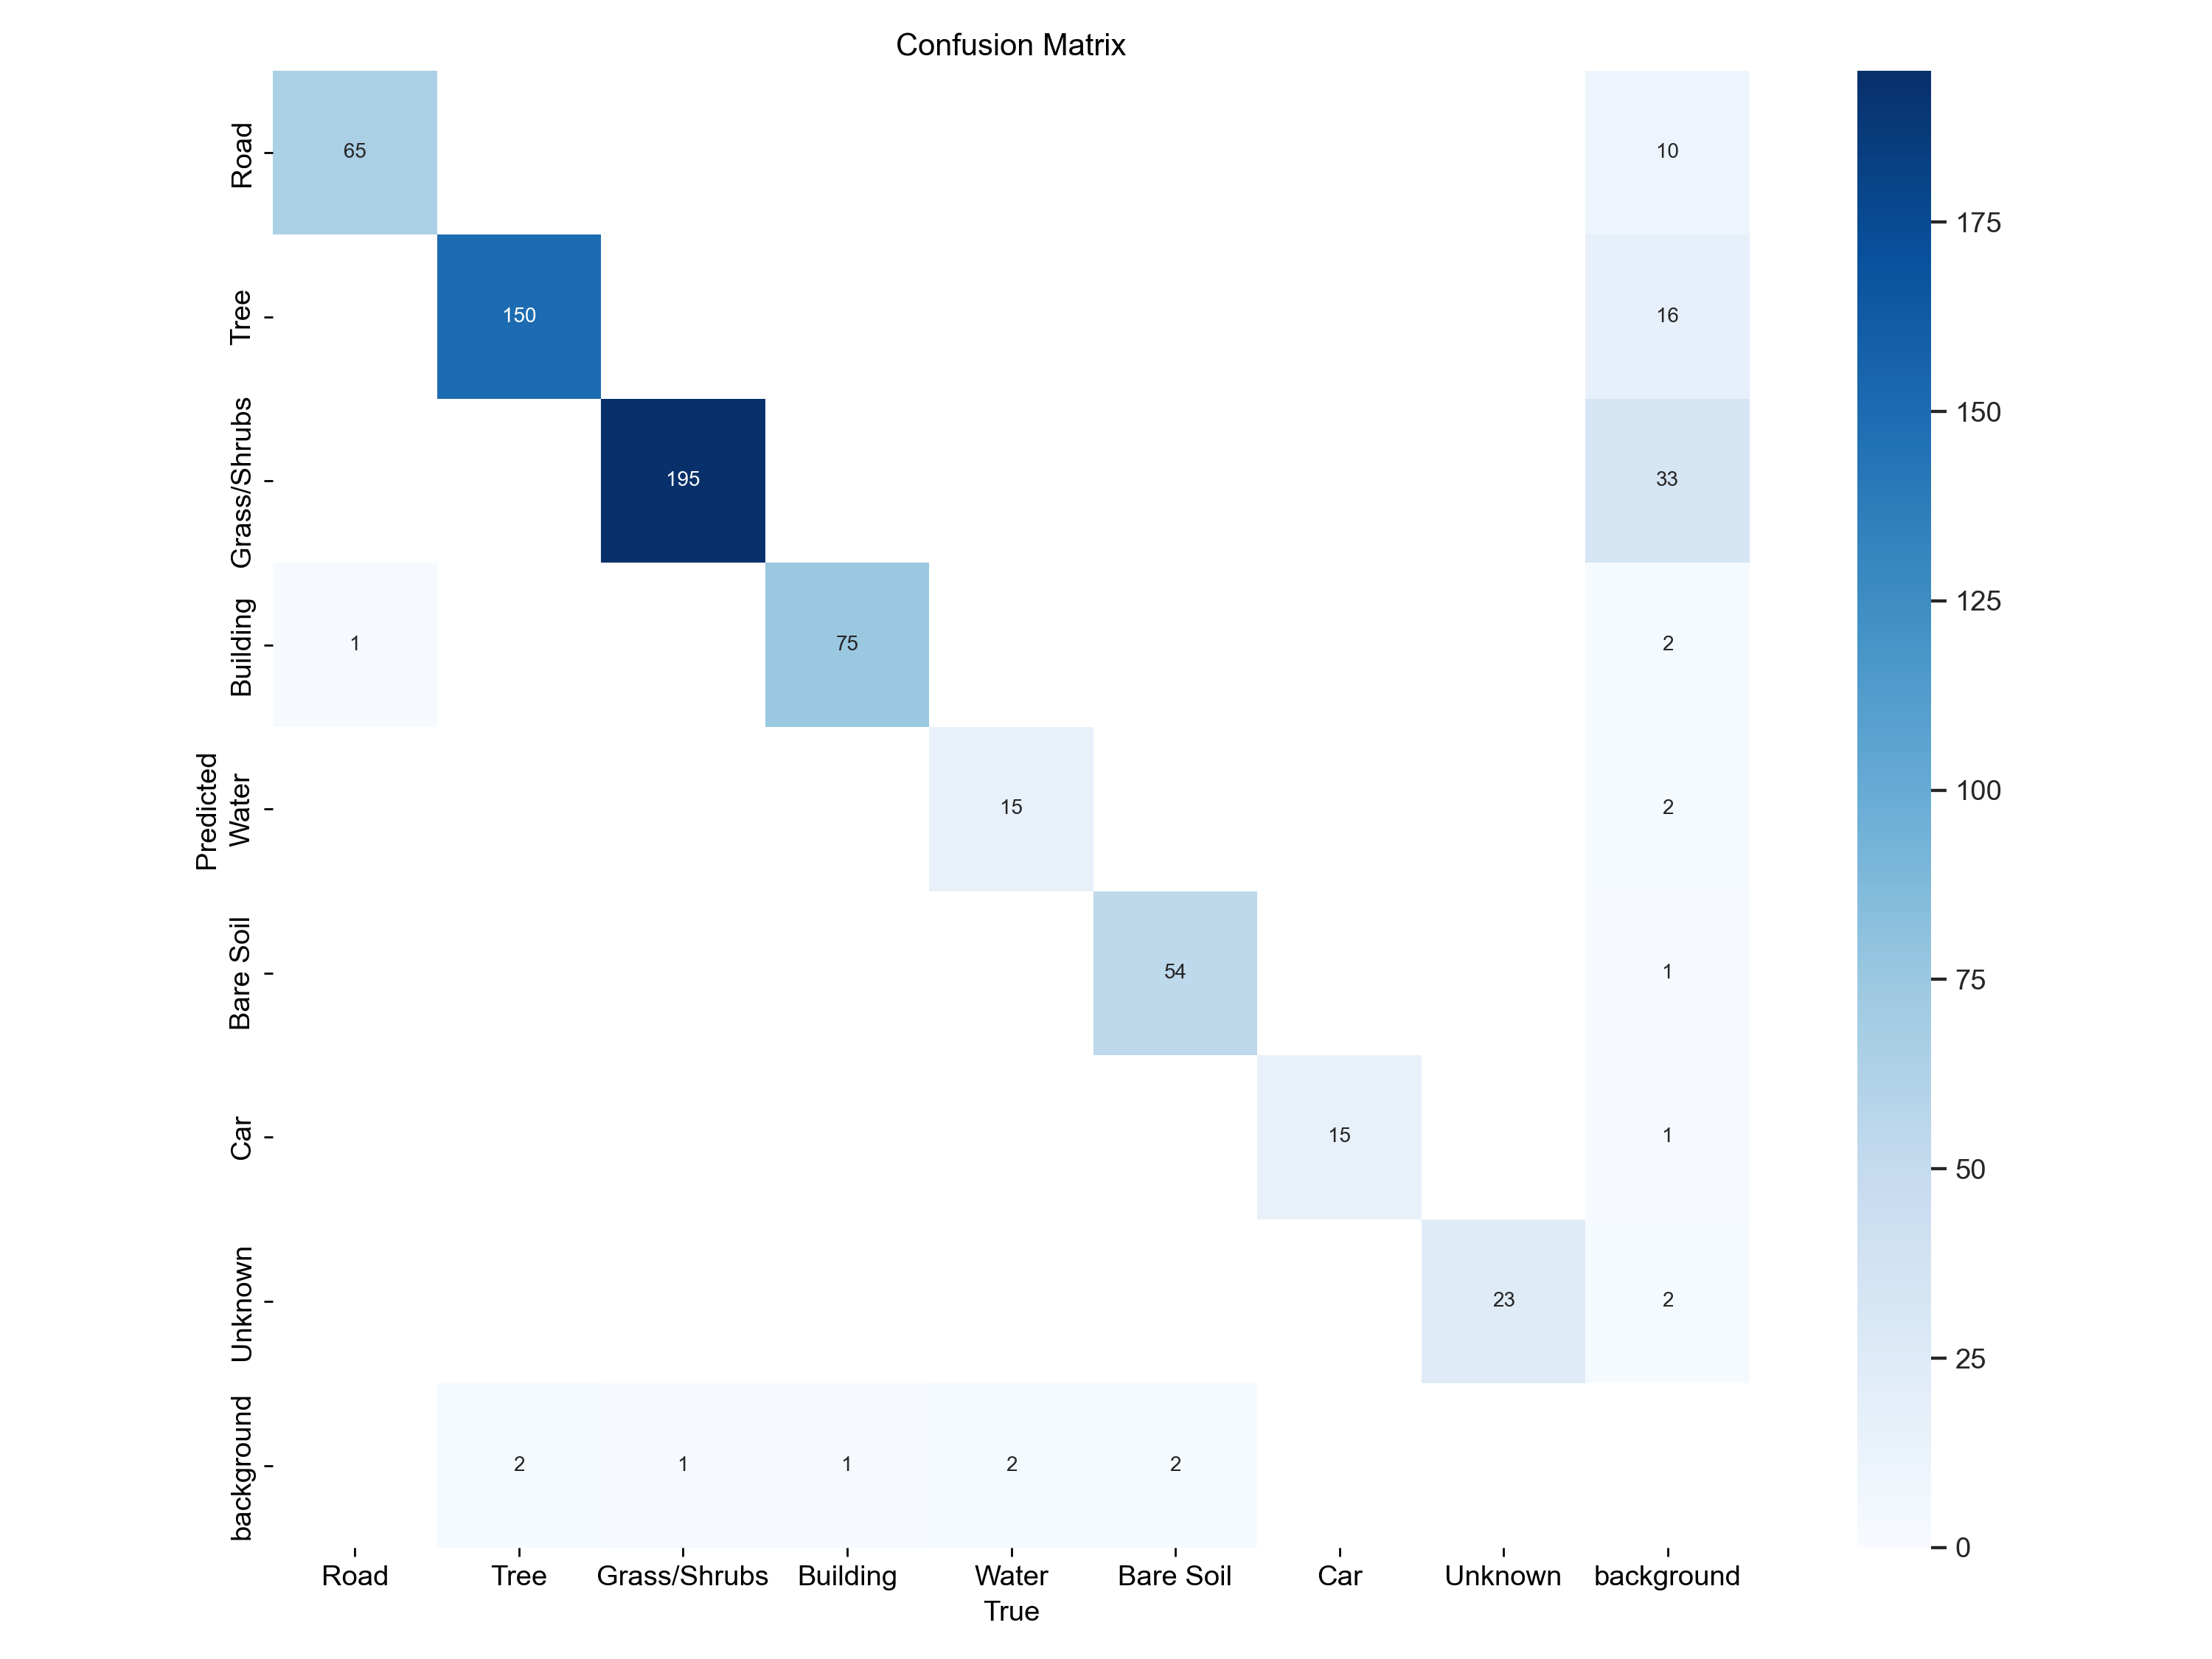 Confusion Matrix
Predicted
Road
65
10
Tree
150
16
Grass/Shrubs
195
33
Building
1
75
2
Water
15
2
Bare Soil
54
1
Car
15
1
Unknown
23
2
background
2
1
1
2
2
Road
Tree
Grass/Shrubs
Building
Water
Bare Soil
Car
Unknown
background
True
175
150
125
100
75
50
25
0